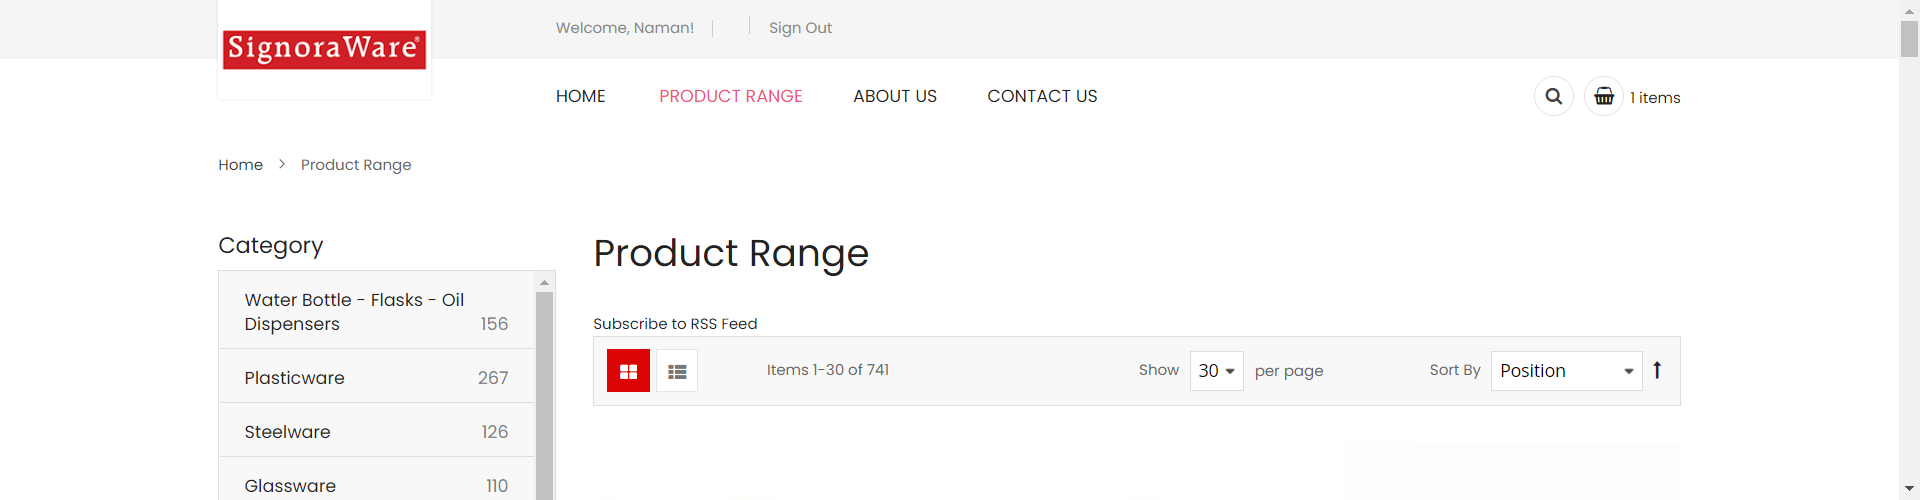 Welcome, Naman!
Sign Out
SignoraWare®
HOME
PRODUCT RANGE
ABOUT US
CONTACT US
1 items
Home > Product Range
Category
Water Bottle - Flasks - Oil
Dispensers 156
Plasticware 267
Steelware 126
Glassware 110
Product Range
Subscribe to RSS Feed
Items 1-30 of 741
Show 30 per page
Sort By Position